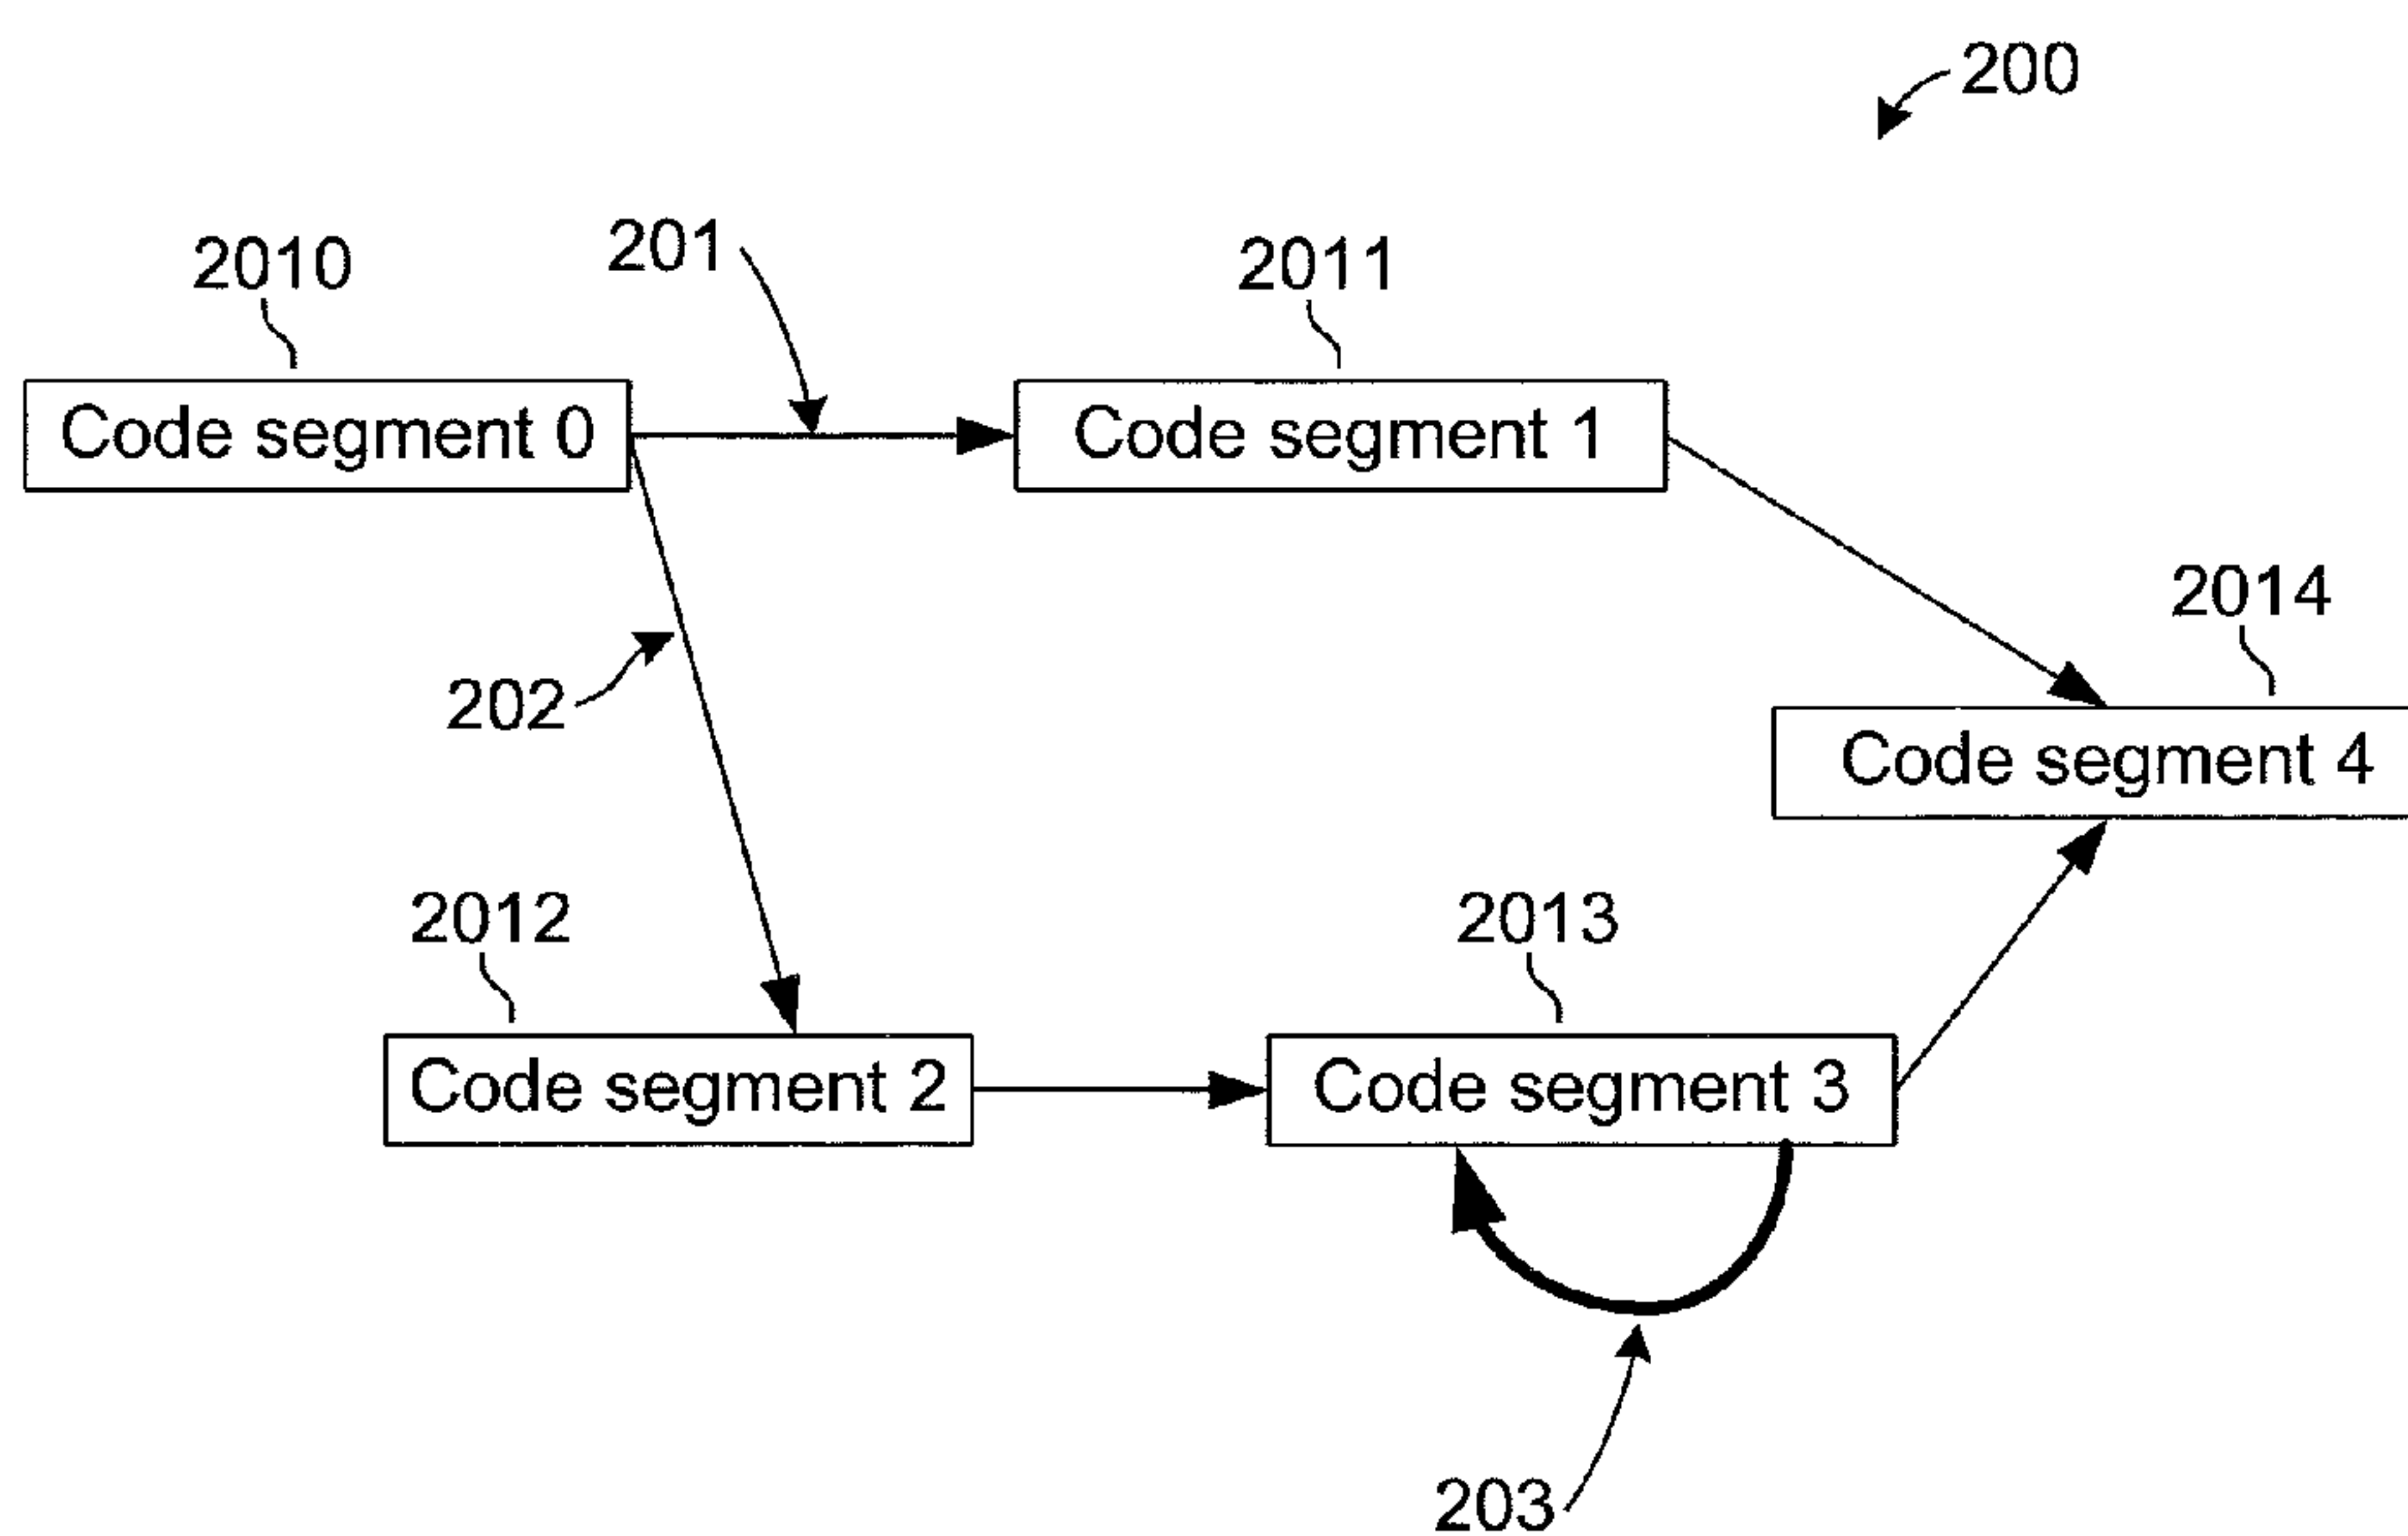 200
201
2010
2011
Code segment 0
Code segment 1
2014
202
Code segment 4
2012
2013
Code segment 2
Code segment 3
203